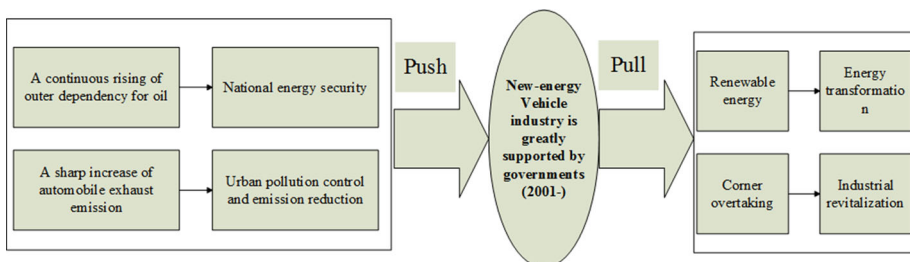 A continuous rising of
outer dependency for oil
National energy security
A sharp increase of
automobile exhaust
emission
Urban pollution control
and emission reduction
Push
New-energy
Vehicle
industry is
greatly
supported by
governments
(2001-)
Pull
Renewable
energy
Energy
transformatio
n
Corner
overtaking
Industrial
revitalization